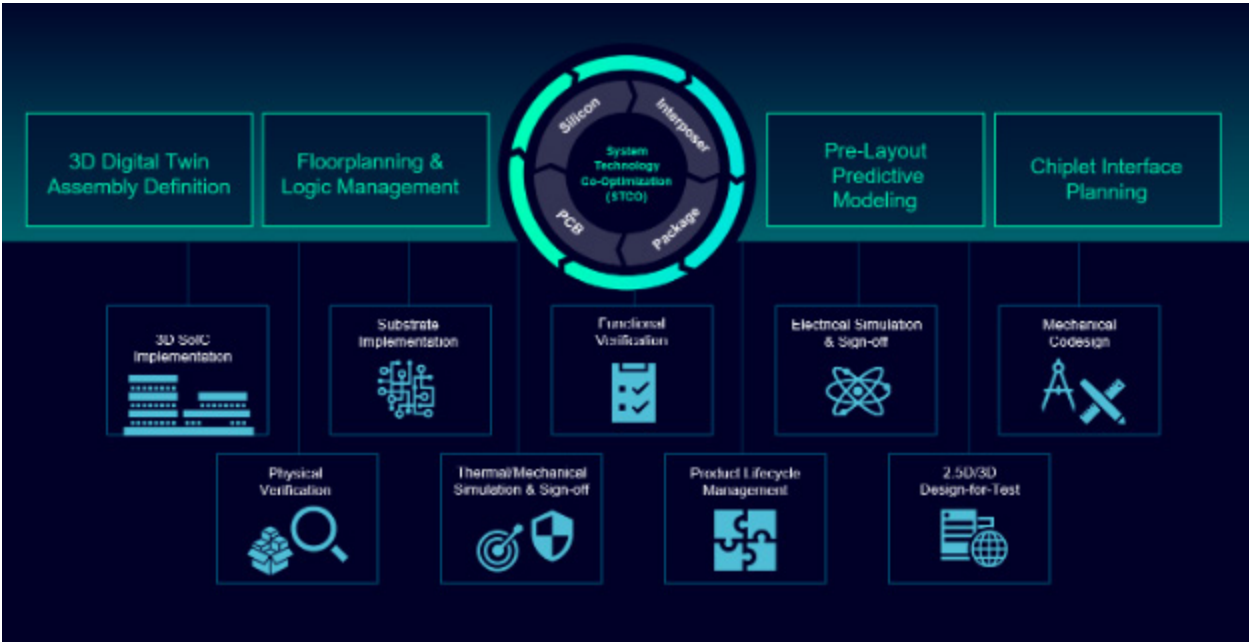 3D Digital Twin
Assembly Definition
Floorplanning &
Logic Management
Silicon
Interposer
Package
PCB
System
Technology
Co-Optimization
(STCO)
Pre-Layout
Predictive
Modeling
Chiplet Interface
Planning
3D SoIC
Implementation
Substrate
Implementation
Functional
Verification
Electrical Simulation
& Sign-off
Mechanical
Codesign
Physical
Verification
Thermal/Mechanical
Simulation & Sign-off
Product Lifecycle
Management
2.5D/3D
Design-for-Test